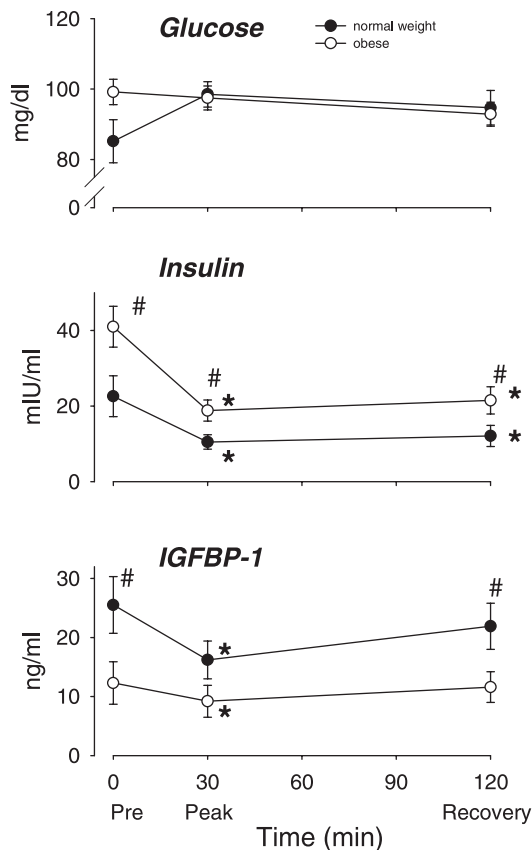 Glucose
normal weight
obese
120
100
80
0
mg/dl
Insulin
#
#
#
*
*
*
*
40
20
0
mIU/ml
IGFBP-1
#
#
*
*
30
20
10
0
ng/ml
0 30 60 90 120
Pre Peak Recovery
Time (min)